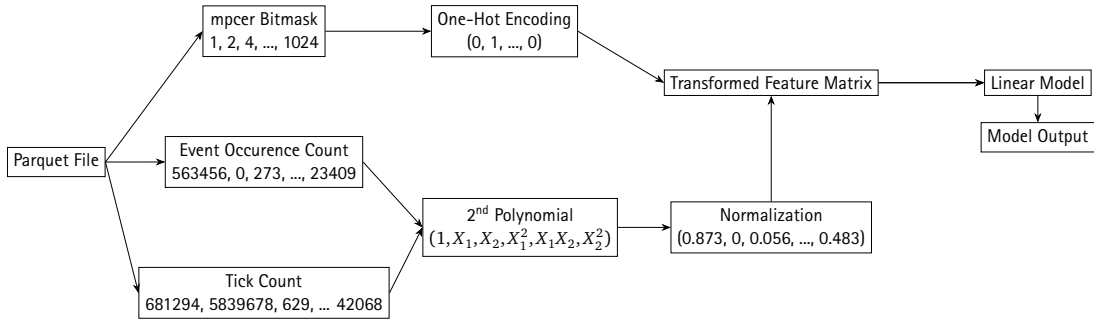 mpcer Bitmask
1, 2, 4, ..., 1024
One-Hot Encoding
(0, 1, ..., 0)
Transformed Feature Matrix
Linear Model
Model Output
Parquet File
Event Occurence Count
563456, 0, 273, ..., 23409
2nd Polynomial
(1, X₁, X₂, X₁², X₁X₂, X₂²)
Normalization
(0.873, 0, 0.056, ..., 0.483)
Tick Count
681294, 5839678, 629, ... 42068